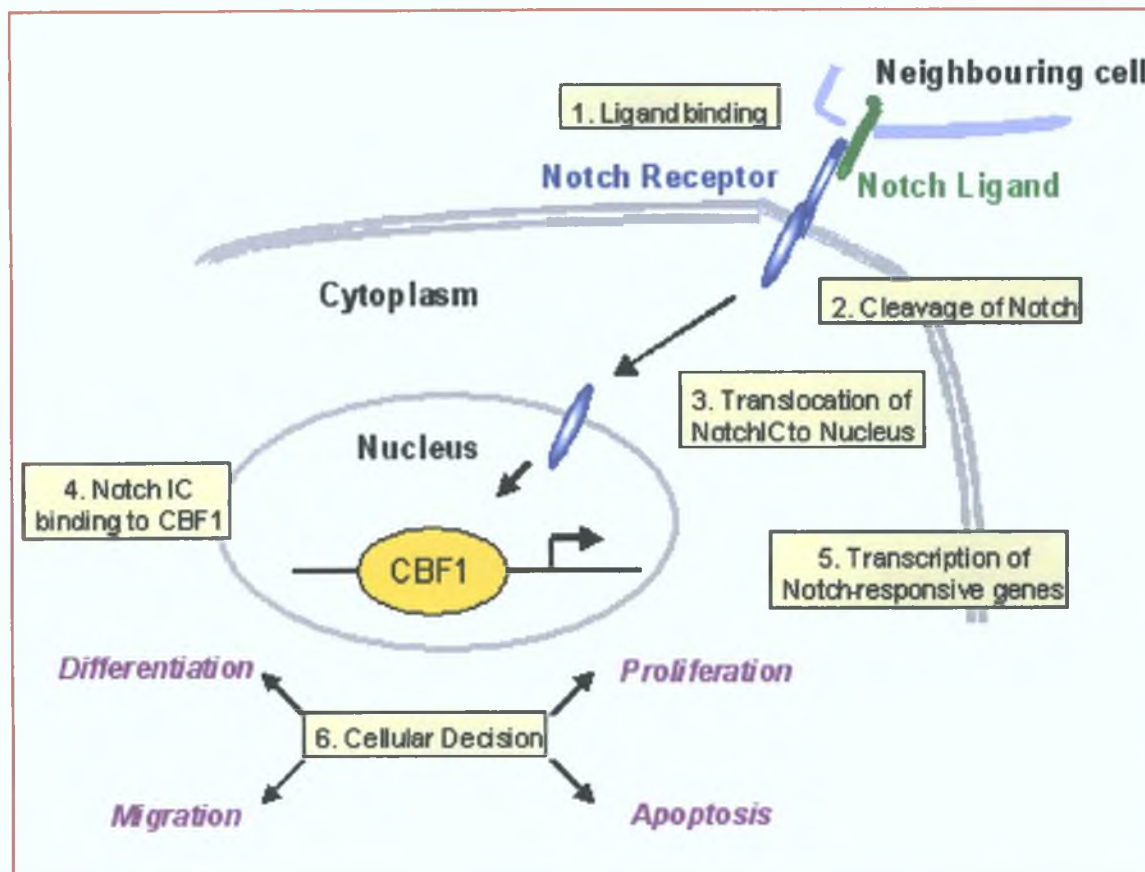 Neighbouring cell
1. Ligand binding
Notch Receptor
Notch Ligand
Cytoplasm
2. Cleavage of Notch
3. Translocation of
NotchIC to Nucleus
Nucleus
4. Notch IC
binding to CBF1
CBF1
5. Transcription of
Notch-responsive genes
Differentiation
Proliferation
6. Cellular Decision
Migration
Apoptosis